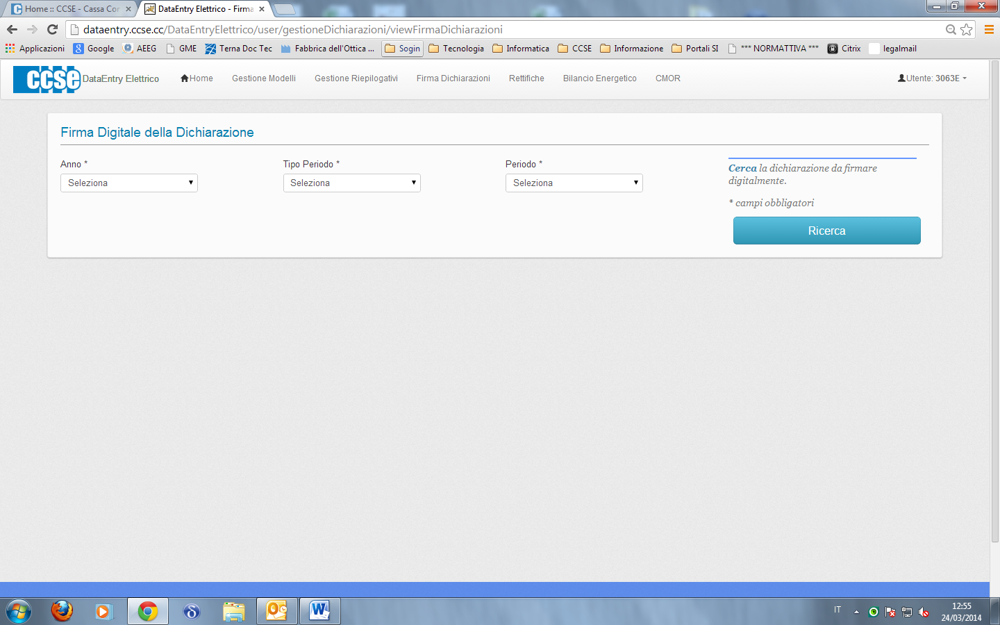 Home :: CCSE - Cassa Cor
DataEntry Elettrico - Firma
dataentry.ccse.cc/DataEntryElettrico/user/gestioneDichiarazioni/viewFirmaDichiarazioni
Applicazioni Google AEEG GME Terna Doc Tec Fabbrica dell'Ottica ... Sogin Tecnologia Informatica CCSE Informazione Portali SI *** NORMATTIVA *** Citrix legalmail
ccse DataEntry Elettrico Home Gestione Modelli Gestione Riepilogativi Firma Dichiarazioni Rettifiche Bilancio Energetico CMOR Utente: 3063E
Firma Digitale della Dichiarazione
Anno * Tipo Periodo * Periodo *
Seleziona Seleziona Seleziona
Cerca la dichiarazione da firmare
digitalmente.
* campi obbligatori
Ricerca
IT
12:55
24/03/2014